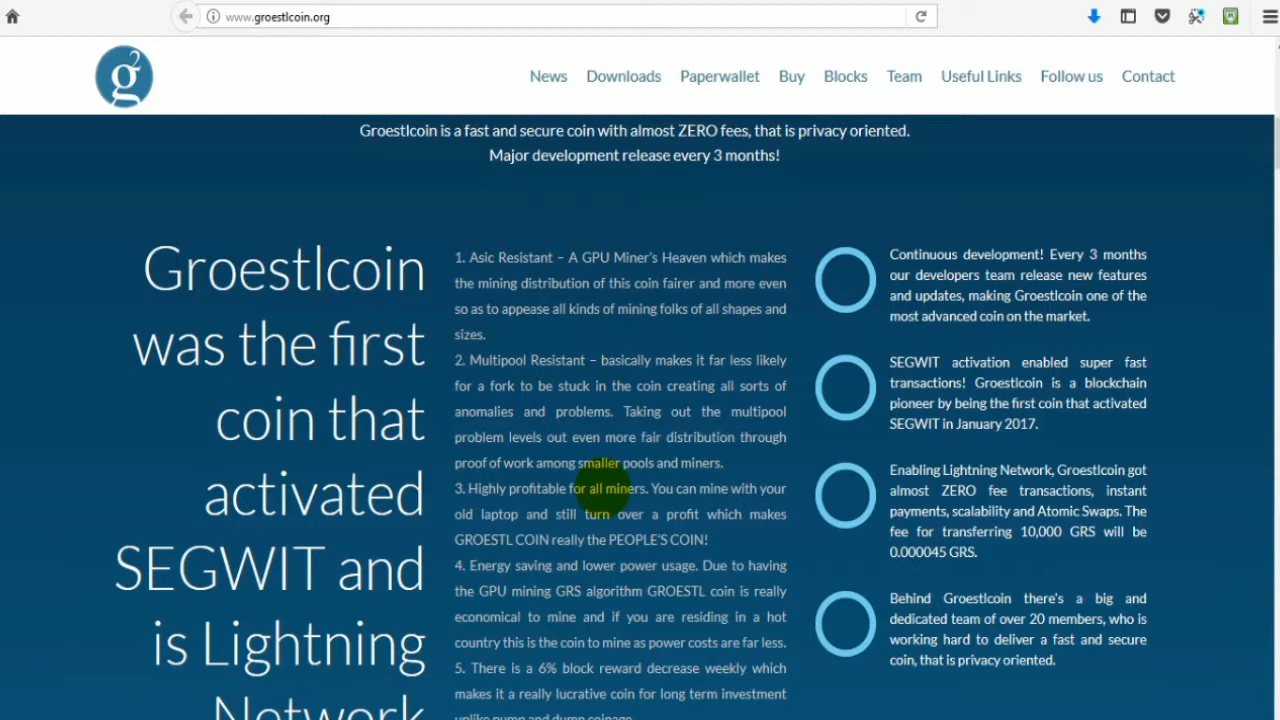 www.groestlcoin.org
g2
News Downloads Paperwallet Buy Blocks Team Useful Links Follow us Contact
Groestlcoin is a fast and secure coin with almost ZERO fees, that is privacy oriented.
Major development release every 3 months!
Groestlcoin
was the first
coin that
activated
SEGWIT and
is Lightning
Network
1. Asic Resistant – A GPU Miner's Heaven which makes
the mining distribution of this coin fairer and more even
so as to appease all kinds of mining folks of all shapes and
sizes.
2. Multipool Resistant – basically makes it far less likely
for a fork to be stuck in the coin creating all sorts of
anomalies and problems. Taking out the multipool
problem levels out even more fair distribution through
proof of work among smaller pools and miners.
3. Highly profitable for all miners. You can mine with your
old laptop and still turn over a profit which makes
GROESTL COIN really the PEOPLE'S COIN!
4. Energy saving and lower power usage. Due to having
the GPU mining GRS algorithm GROESTL coin is really
economical to mine and if you are residing in a hot
country this is the coin to mine as power costs are far less.
5. There is a 6% block reward decrease weekly which
makes it a really lucrative coin for long term investment
unlike pump and dump coinage.
Continuous development! Every 3 months
our developers team release new features
and updates, making Groestlcoin one of the
most advanced coin on the market.
SEGWIT activation enabled super fast
transactions! Groestlcoin is a blockchain
pioneer by being the first coin that activated
SEGWIT in January 2017.
Enabling Lightning Network, Groestlcoin got
almost ZERO fee transactions, instant
payments, scalability and Atomic Swaps. The
fee for transferring 10,000 GRS will be
0.000045 GRS.
Behind Groestlcoin there's a big and
dedicated team of over 20 members, who is
working hard to deliver a fast and secure
coin, that is privacy oriented.